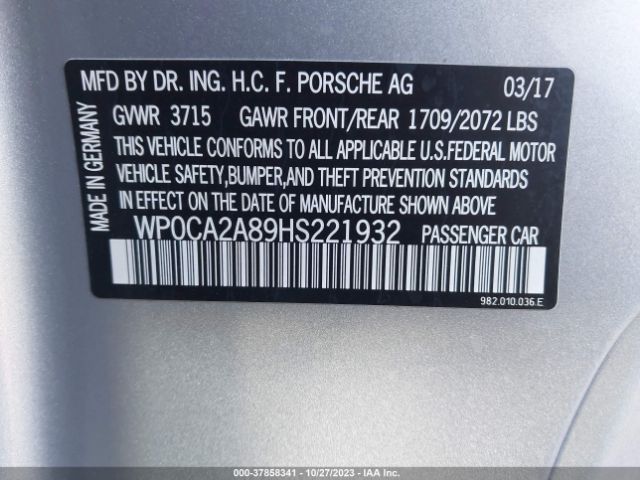 MFD BY DR. ING. H.C. F. PORSCHE AG 03/17
GVWR 3715 GAWR FRONT/REAR 1709/2072 LBS
THIS VEHICLE CONFORMS TO ALL APPLICABLE U.S.FEDERAL MOTOR
VEHICLE SAFETY,BUMPER,AND THEFT PREVENTION STANDARDS
IN EFFECT ON THE DATE OF MANUFACTURE SHOWN ABOVE
WP0CA2A89HS221932 PASSENGER CAR
982.010.036.E
MADE IN GERMANY
000-37858341 | 10/27/2023 | IAA Inc.